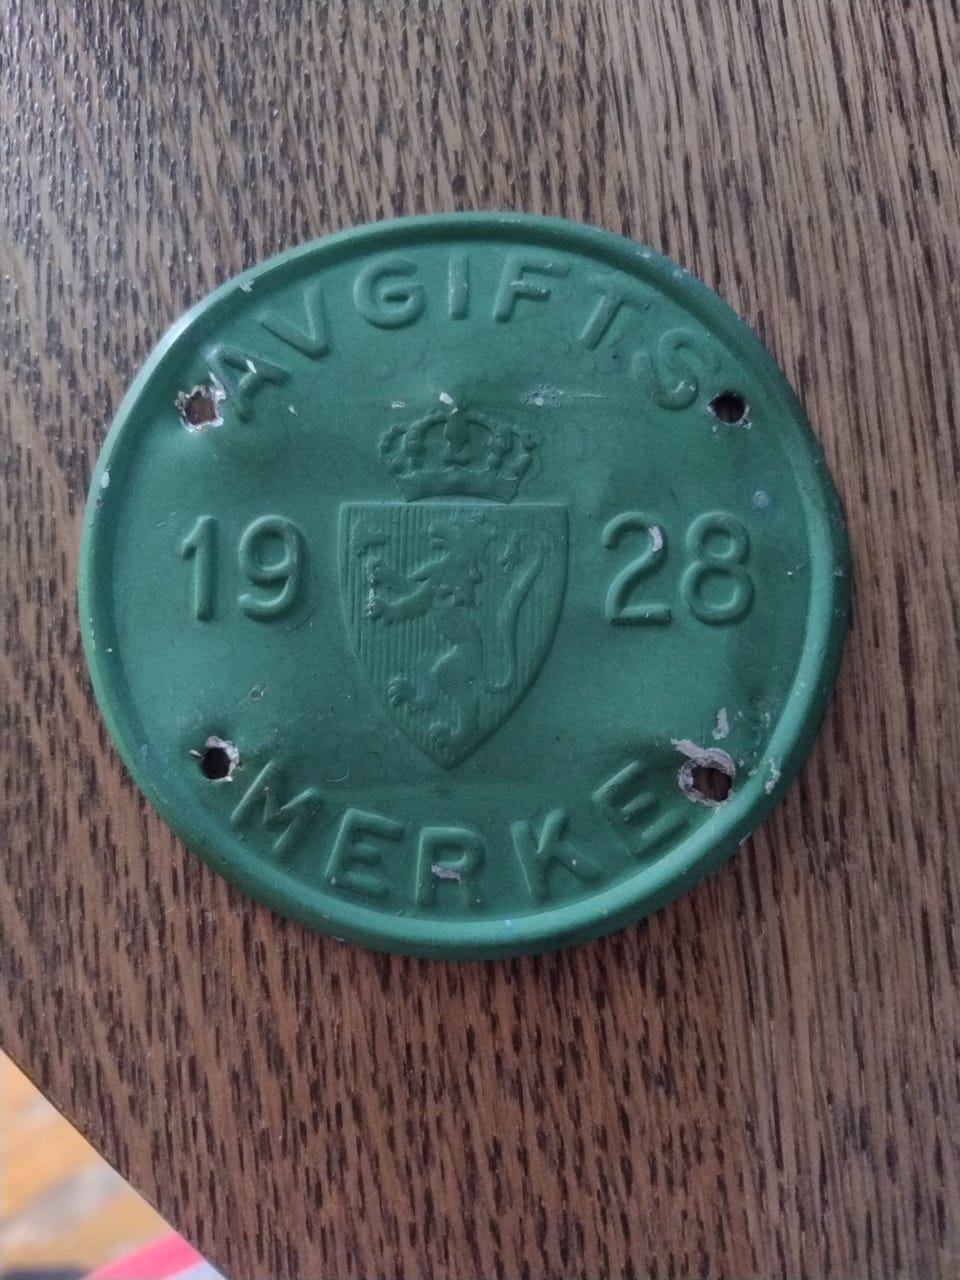 AVGIFTS
19 28
MERKE